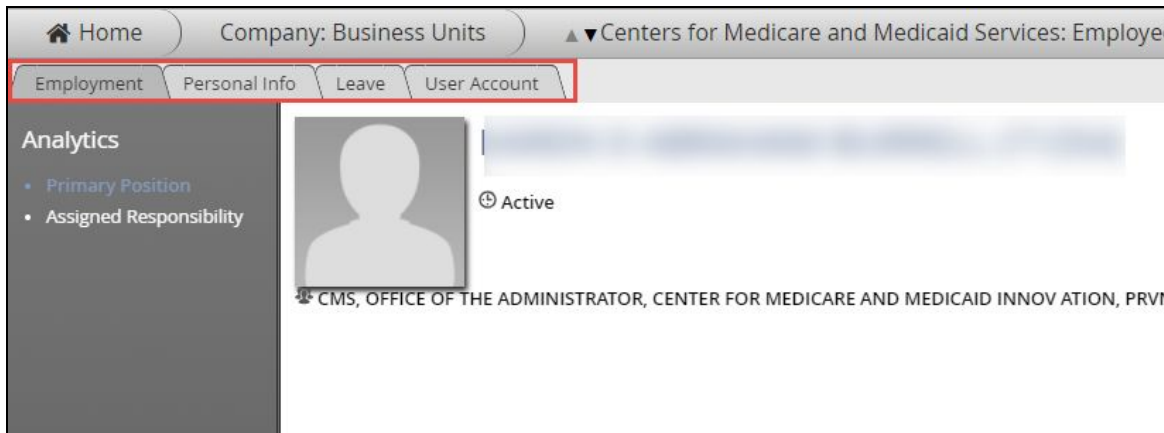 Home Company: Business Units ▲▼Centers for Medicare and Medicaid Services: Employe
Employment Personal Info Leave User Account
Analytics
• Primary Position
• Assigned Responsibility
Active
CMS, OFFICE OF THE ADMINISTRATOR, CENTER FOR MEDICARE AND MEDICAID INNOV ATION,